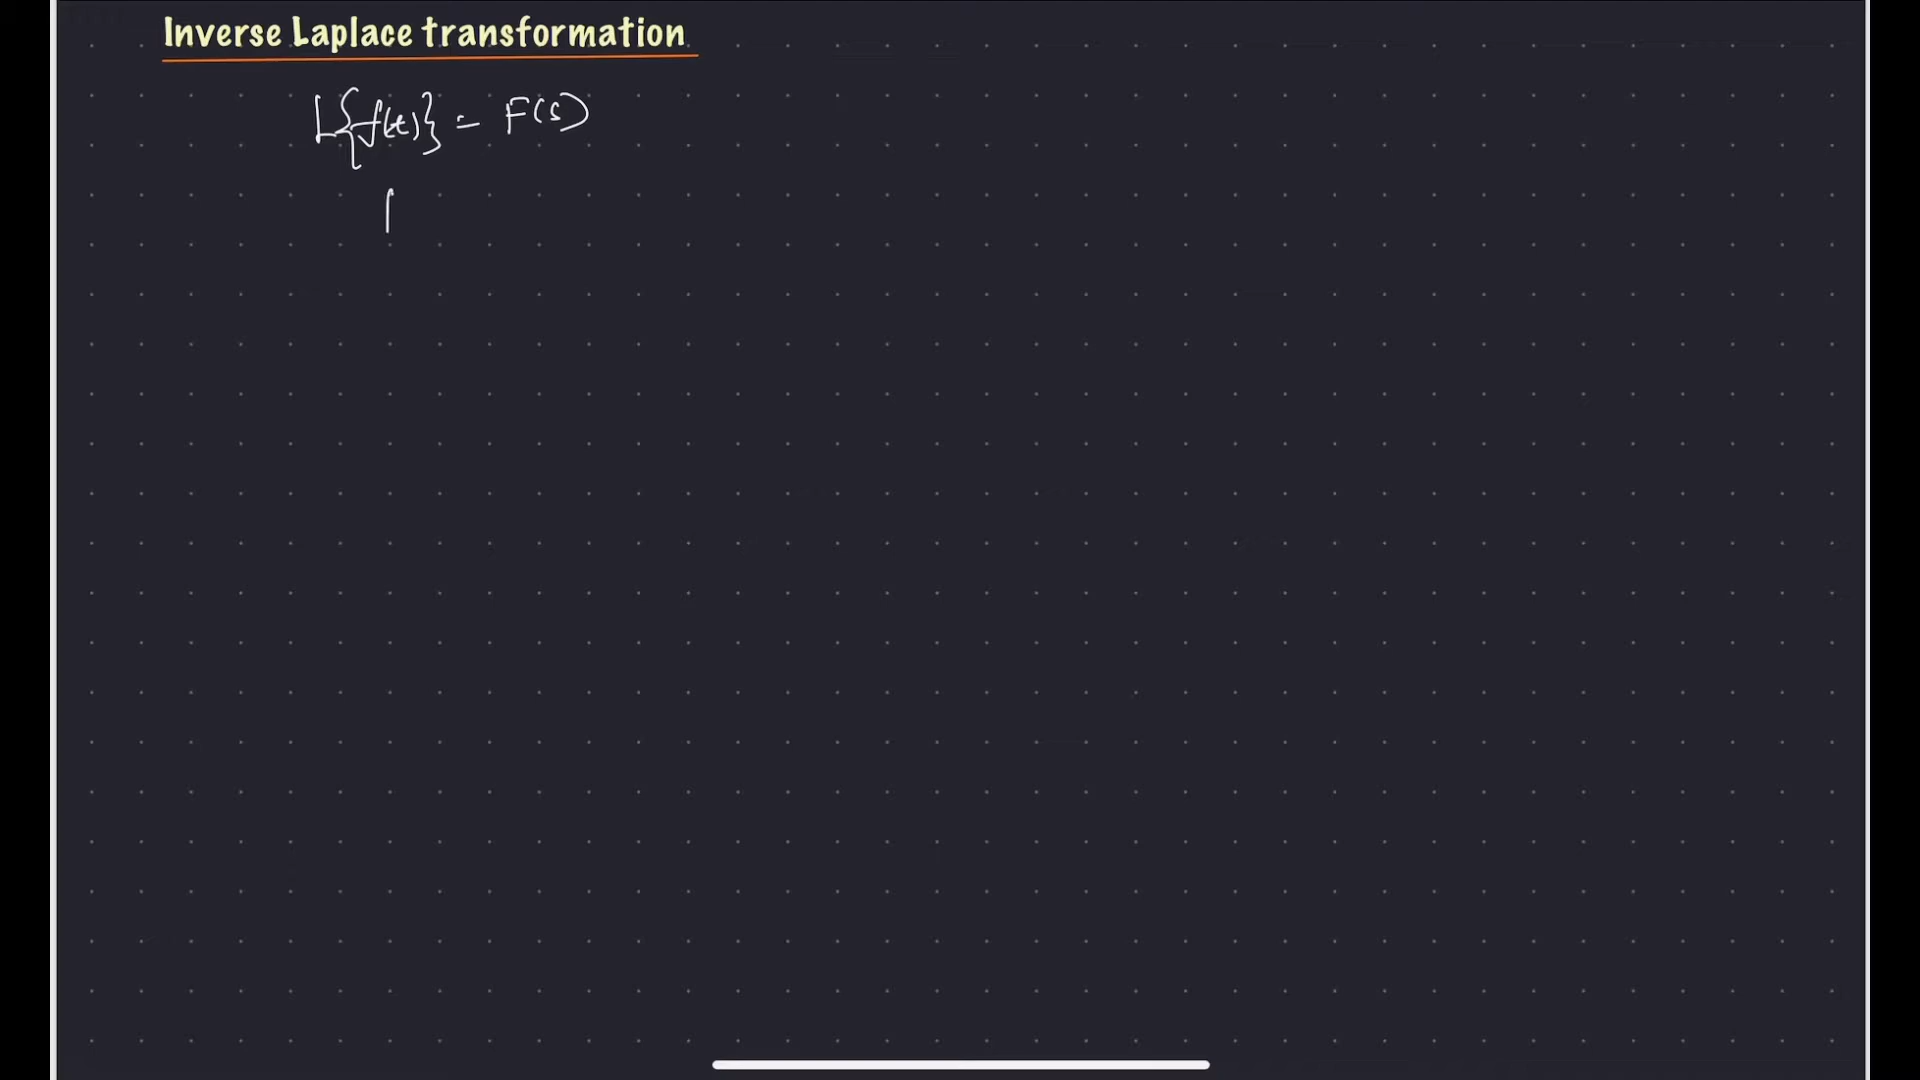 Inverse Laplace transformation
L{f(t)} = F(s)